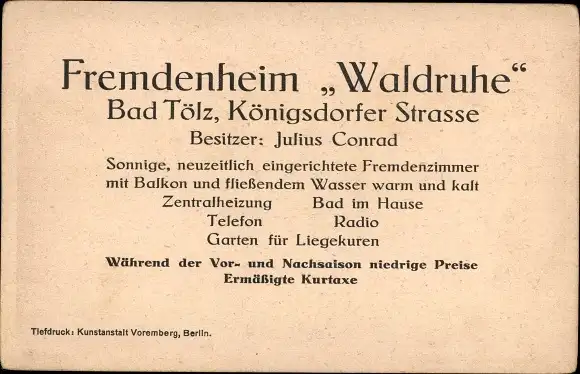 Fremdenheim „Waldruhe“
Bad Tölz, Königsdorfer Strasse
Besitzer: Julius Conrad
Sonnige, neuzeitlich eingerichtete Fremdenzimmer
mit Balkon und fließendem Wasser warm und kalt
Zentralheizung Bad im Hause
Telefon Radio
Garten für Liegekuren
Während der Vor- und Nachsaison niedrige Preise
Ermäßigte Kurtaxe
Tiefdruck: Kunstanstalt Voremberg, Berlin.